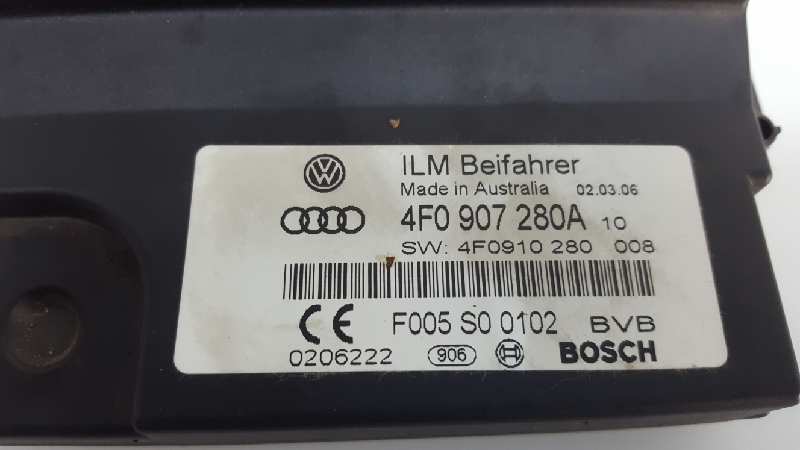 ILM Beifahrer
Made in Australia 02.03.06
4F0 907 280A 10
SW: 4F0910 280 008
F005 S0 0102 BVB
0206222 906 BOSCH